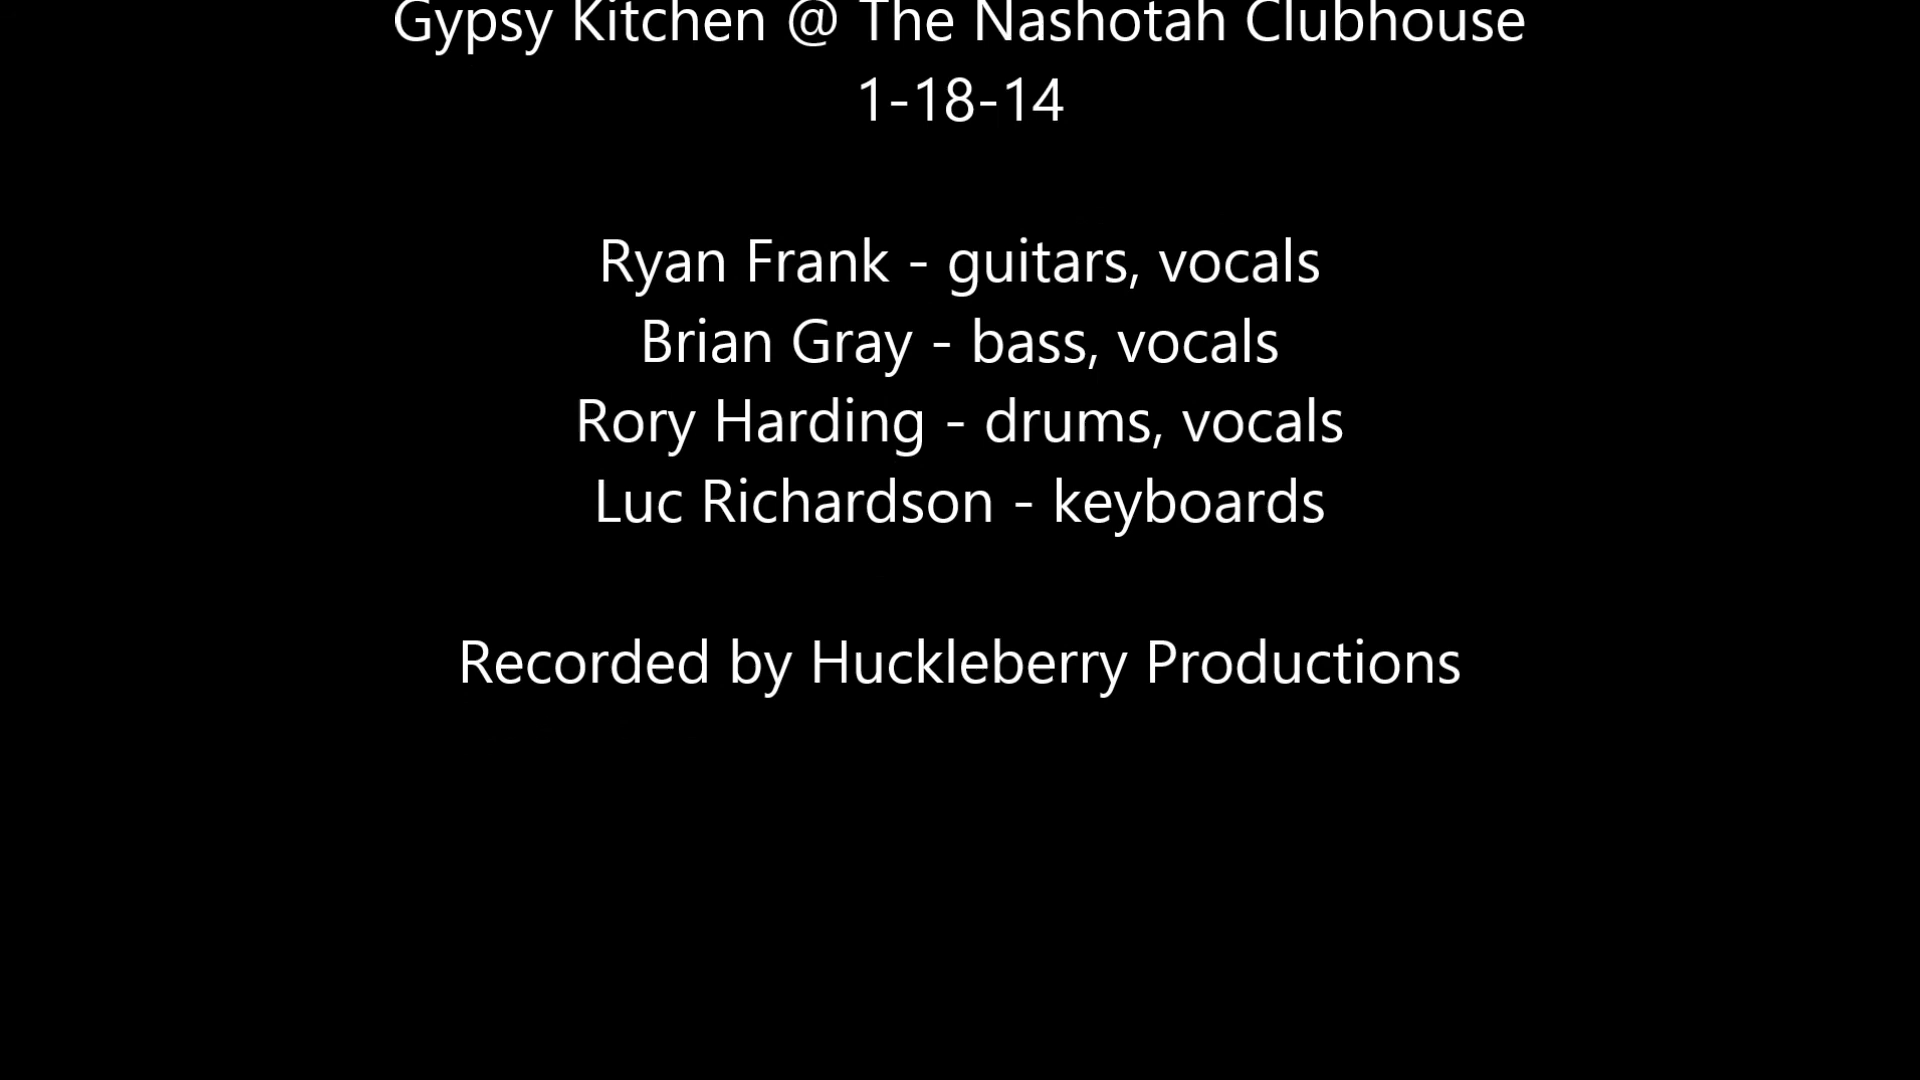 Gypsy Kitchen @ The Nashotah Clubhouse
1-18-14
Ryan Frank - guitars, vocals
Brian Gray - bass, vocals
Rory Harding - drums, vocals
Luc Richardson - keyboards
Recorded by Huckleberry Productions